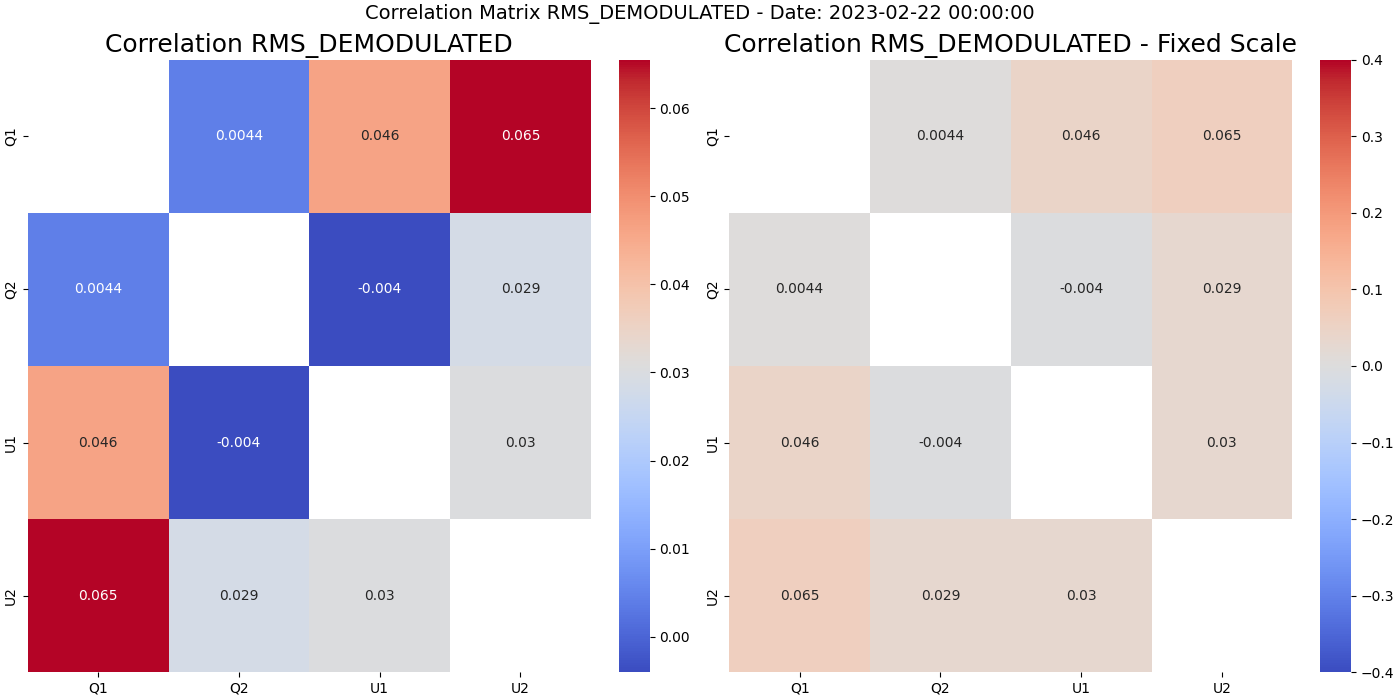 Correlation Matrix RMS_DEMODULATED - Date: 2023-02-22 00:00:00
Correlation RMS_DEMODULATED
Q1
0.0044
0.046
0.065
Q2
0.0044
-0.004
0.029
U1
0.046
-0.004
0.03
U2
0.065
0.029
0.03
Q1
Q2
U1
U2
0.06
0.05
0.04
0.03
0.02
0.01
0.00
Correlation RMS_DEMODULATED - Fixed Scale
Q1
0.0044
0.046
0.065
Q2
0.0044
-0.004
0.029
U1
0.046
-0.004
0.03
U2
0.065
0.029
0.03
Q1
Q2
U1
U2
0.4
0.3
0.2
0.1
0.0
−0.1
−0.2
−0.3
−0.4